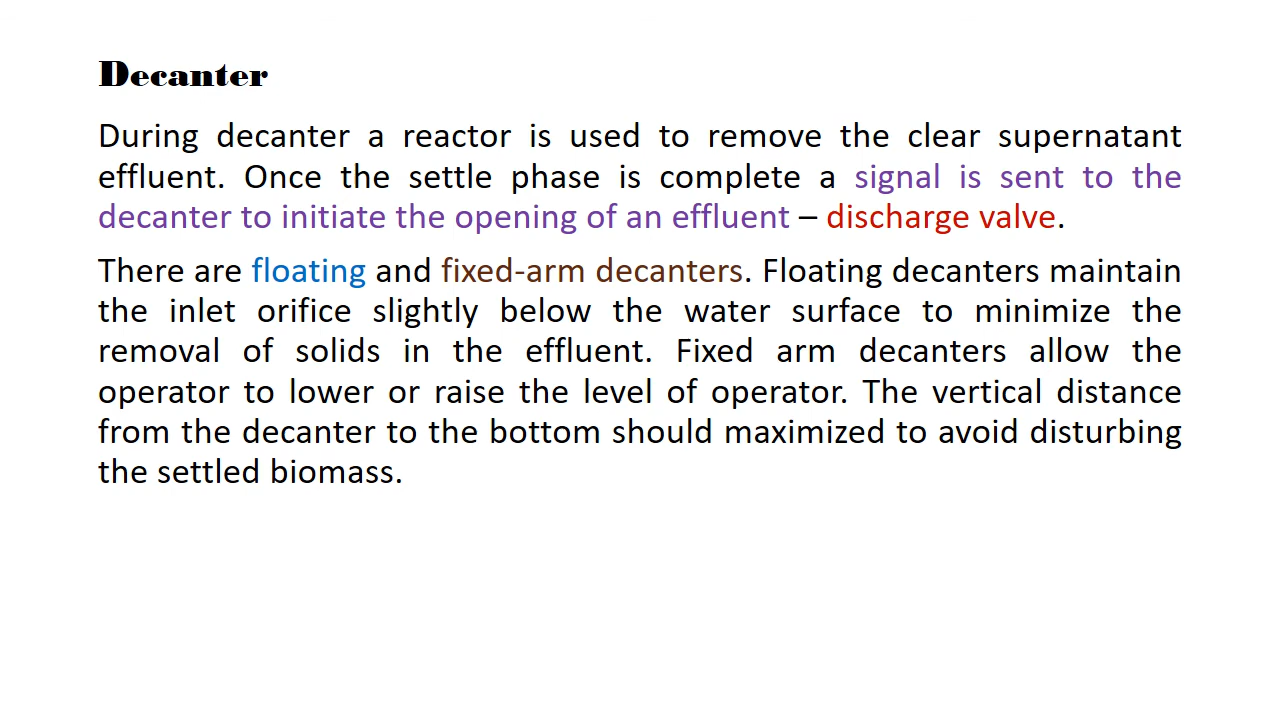 Decanter
During decanter a reactor is used to remove the clear supernatant
effluent. Once the settle phase is complete a signal is sent to the
decanter to initiate the opening of an effluent – discharge valve.
There are floating and fixed-arm decanters. Floating decanters maintain
the inlet orifice slightly below the water surface to minimize the
removal of solids in the effluent. Fixed arm decanters allow the
operator to lower or raise the level of operator. The vertical distance
from the decanter to the bottom should maximized to avoid disturbing
the settled biomass.